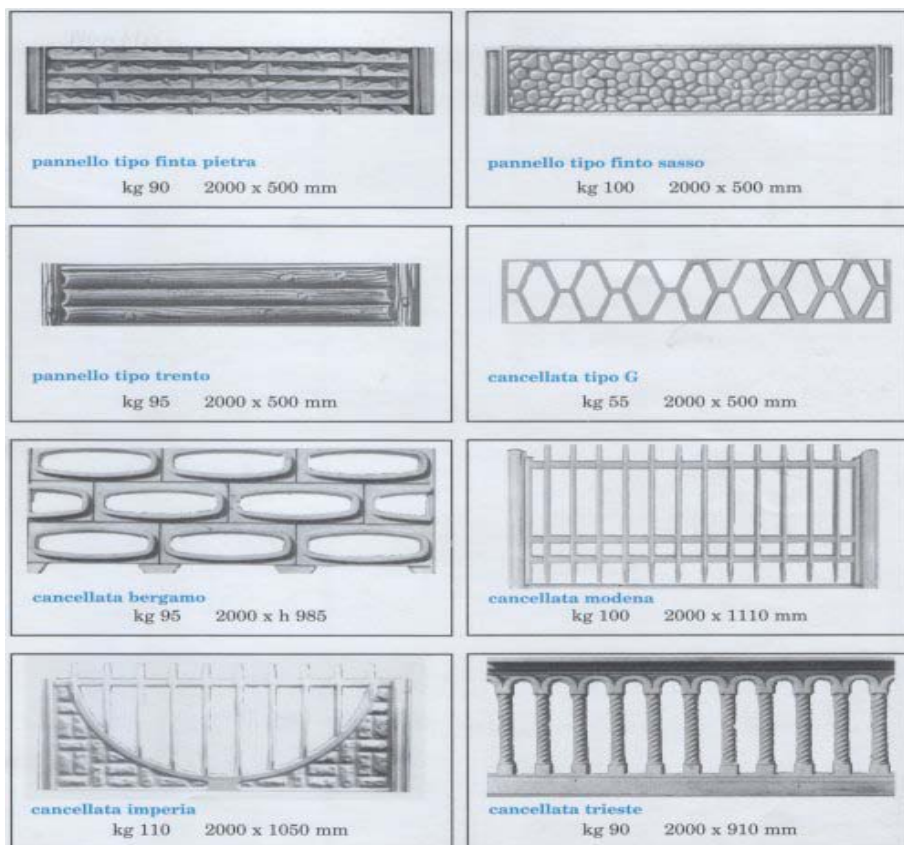 pannello tipo finta pietra
kg 90 2000 x 500 mm
pannello tipo finto sasso
kg 100 2000 x 500 mm
pannello tipo trento
kg 95 2000 x 500 mm
cancellata tipo G
kg 55 2000 x 500 mm
cancellata bergamo
kg 95 2000 x h 985
cancellata modena
kg 100 2000 x 1110 mm
cancellata imperia
kg 110 2000 x 1050 mm
cancellata trieste
kg 90 2000 x 910 mm